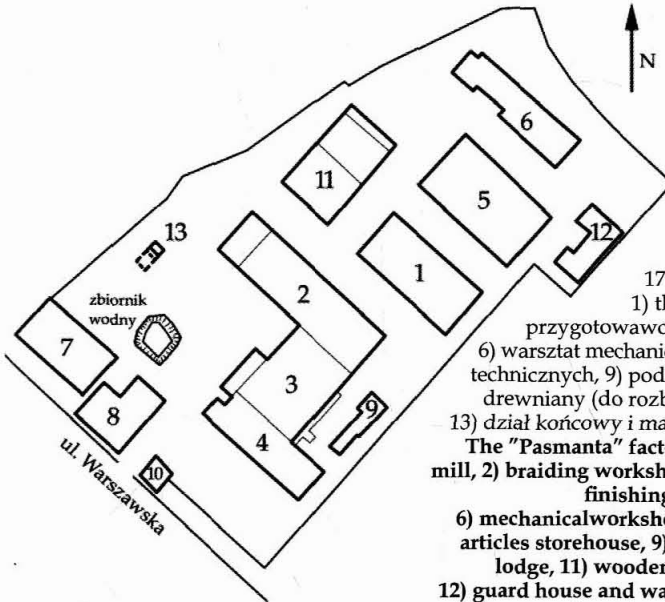 N
6
11
5
13
12
zbiornik
wodny
2
1
7
3
8
9
4
10
ul. Warszawska
17
1)
przygotowawc
6) warsztat mechani
technicznych, 9) pod
drewniany (do rozb
13) dział końcowy i ma
The "Pasmanta" fact
mill, 2) braiding worksh
finishing
6) mechanicalworksh
articles storehouse, 9)
lodge, 11) wooden
12) guard house and wa